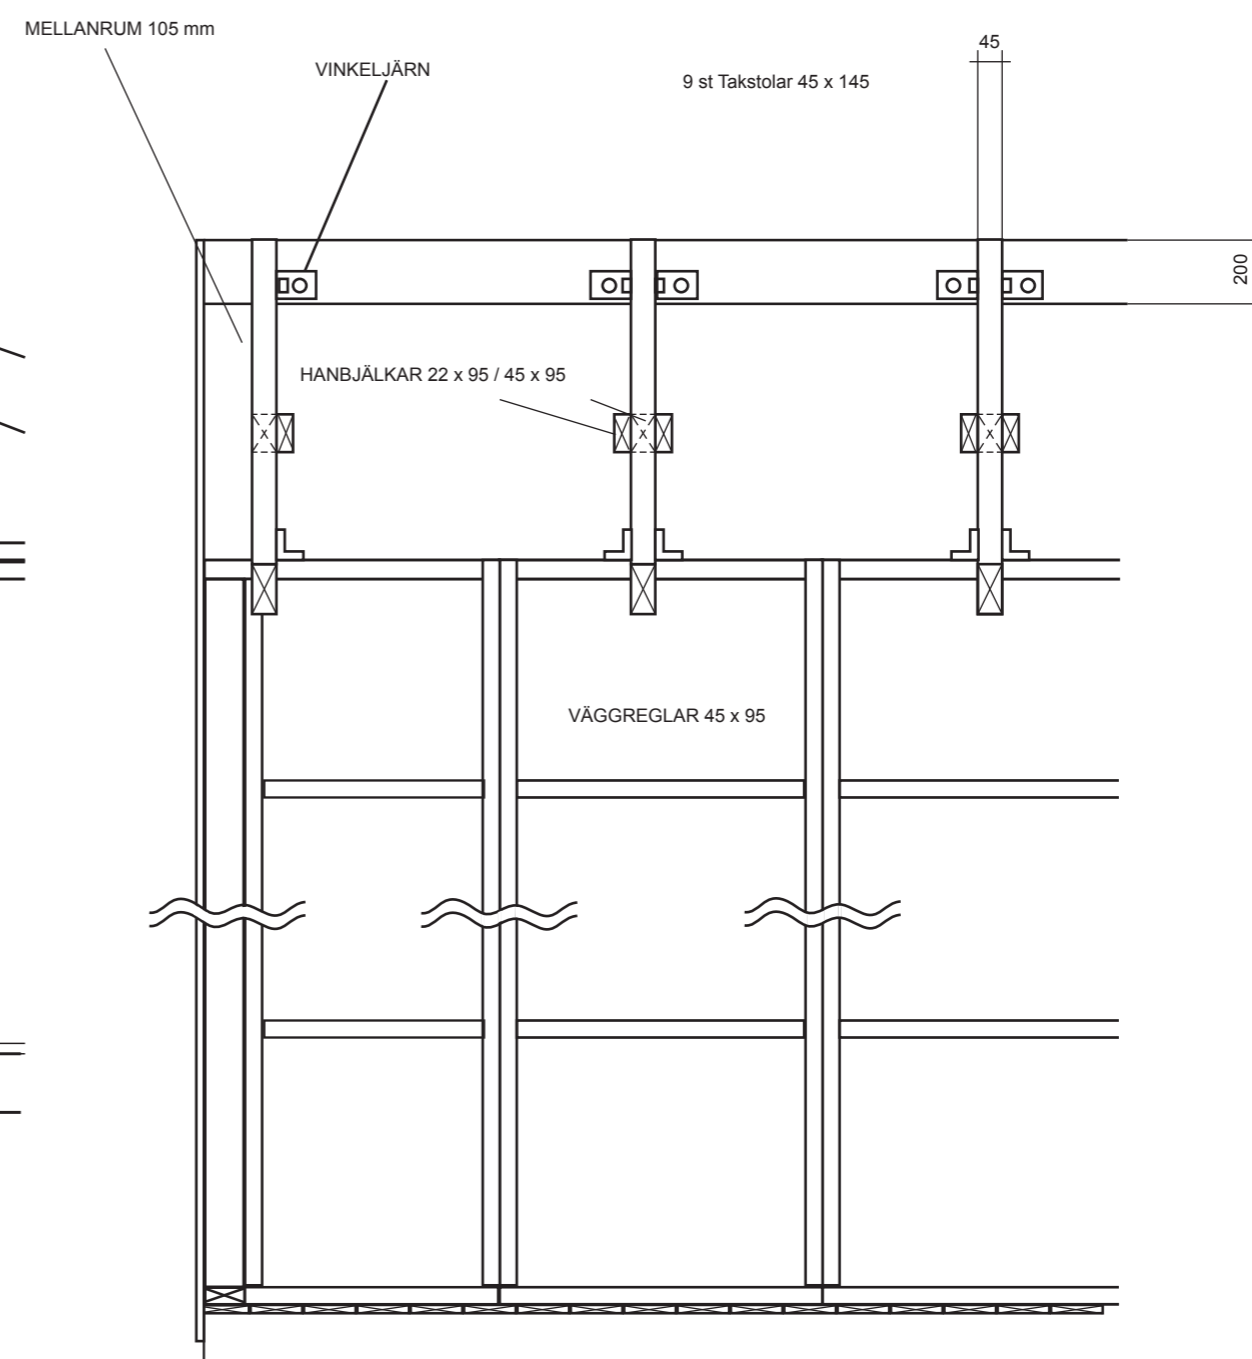 MELLANRUM 105 mm
VINKELJÄRN
9 st Takstolar 45 x 145
45
200
HANBJÄLKAR 22 x 95 / 45 x 95
x
x
x
VÄGGREGLAR 45 x 95